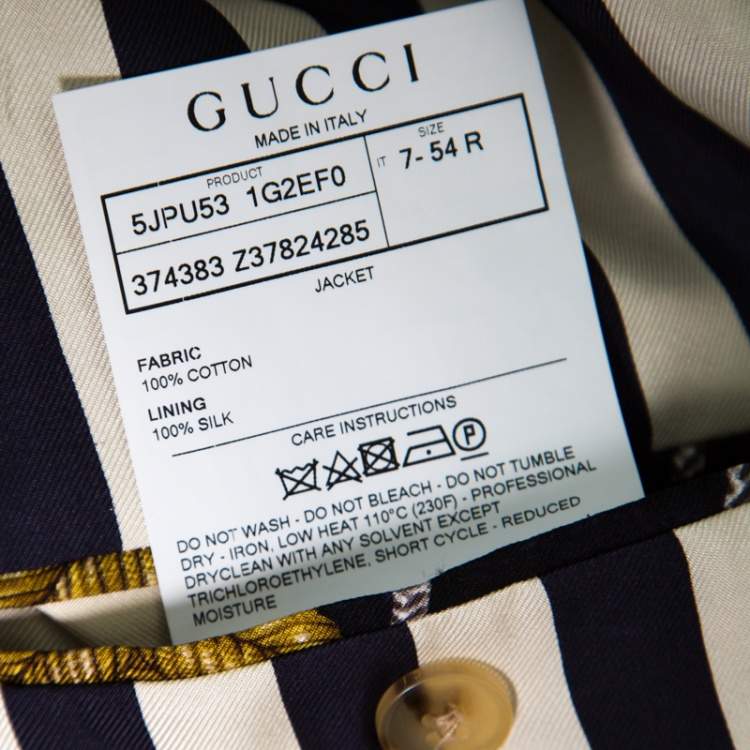 GUCCI
MADE IN ITALY
PRODUCT
5JPU53 1G2EF0
SIZE
IT 7- 54 R
374383 Z37824285
JACKET
FABRIC
100% COTTON
LINING
100% SILK
CARE INSTRUCTIONS
P
DO NOT WASH - DO NOT BLEACH - DO NOT TUMBLE
DRY - IRON, LOW HEAT 110°C (230F) - PROFESSIONAL
DRYCLEAN WITH ANY SOLVENT EXCEPT
TRICHLOROETHYLENE, SHORT CYCLE - REDUCED
MOISTURE